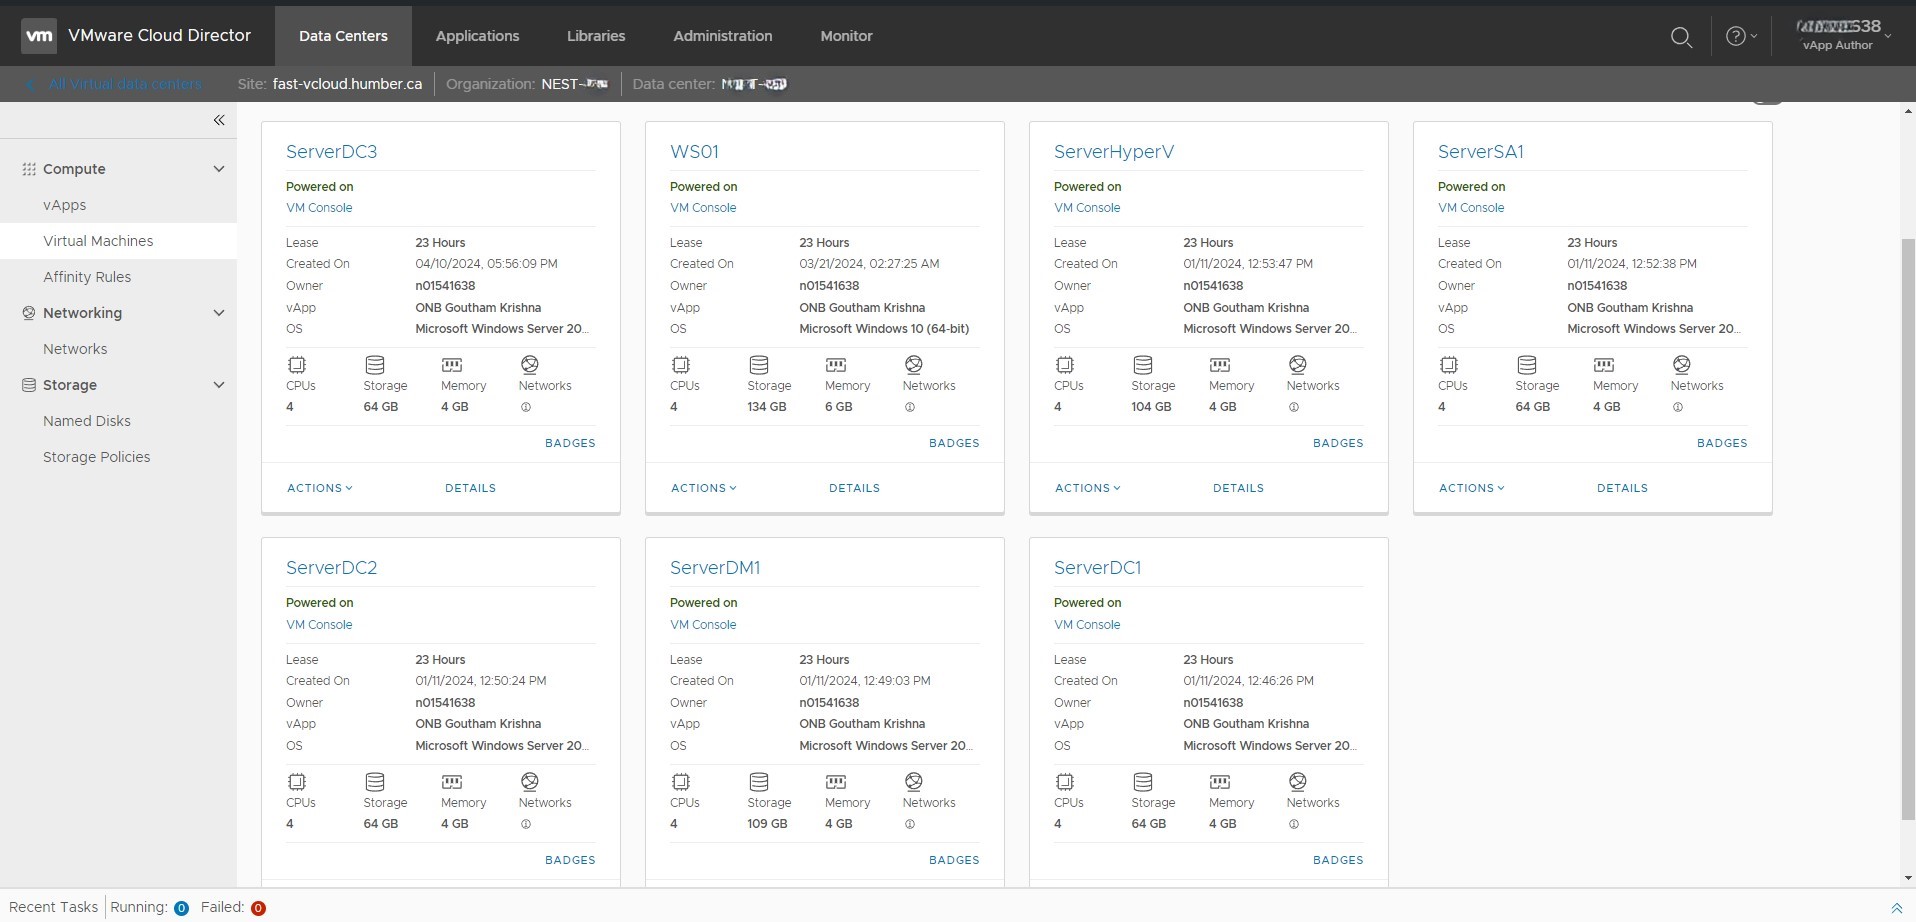 vm VMware Cloud Director Data Centers Applications Libraries Administration Monitor
638
vApp Author
All Virtual data centers Site: fast-vcloud.humber.ca Organization: NEST- Data center:
Compute
vApps
Virtual Machines
Affinity Rules
Networking
Networks
Storage
Named Disks
Storage Policies
ServerDC3
Powered on
VM Console
Lease 23 Hours
Created On 04/10/2024, 05:56:09 PM
Owner n01541638
vApp ONB Goutham Krishna
OS Microsoft Windows Server 20...
CPUs Storage Memory Networks
4 64 GB 4 GB
BADGES
ACTIONS DETAILS
WS01
Powered on
VM Console
Lease 23 Hours
Created On 03/21/2024, 02:27:25 AM
Owner n01541638
vApp ONB Goutham Krishna
OS Microsoft Windows 10 (64-bit)
CPUs Storage Memory Networks
4 134 GB 6 GB
BADGES
ACTIONS DETAILS
ServerHyperV
Powered on
VM Console
Lease 23 Hours
Created On 01/11/2024, 12:53:47 PM
Owner n01541638
vApp ONB Goutham Krishna
OS Microsoft Windows Server 20...
CPUs Storage Memory Networks
4 104 GB 4 GB
BADGES
ACTIONS DETAILS
ServerSA1
Powered on
VM Console
Lease 23 Hours
Created On 01/11/2024, 12:52:38 PM
Owner n01541638
vApp ONB Goutham Krishna
OS Microsoft Windows Server 20...
CPUs Storage Memory Networks
4 64 GB 4 GB
BADGES
ACTIONS DETAILS
ServerDC2
Powered on
VM Console
Lease 23 Hours
Created On 01/11/2024, 12:50:24 PM
Owner n01541638
vApp ONB Goutham Krishna
OS Microsoft Windows Server 20...
CPUs Storage Memory Networks
4 64 GB 4 GB
BADGES
ServerDM1
Powered on
VM Console
Lease 23 Hours
Created On 01/11/2024, 12:49:03 PM
Owner n01541638
vApp ONB Goutham Krishna
OS Microsoft Windows Server 20...
CPUs Storage Memory Networks
4 109 GB 4 GB
BADGES
ServerDC1
Powered on
VM Console
Lease 23 Hours
Created On 01/11/2024, 12:46:26 PM
Owner n01541638
vApp ONB Goutham Krishna
OS Microsoft Windows Server 20...
CPUs Storage Memory Networks
4 64 GB 4 GB
BADGES
Recent Tasks Running: 0 Failed: 0